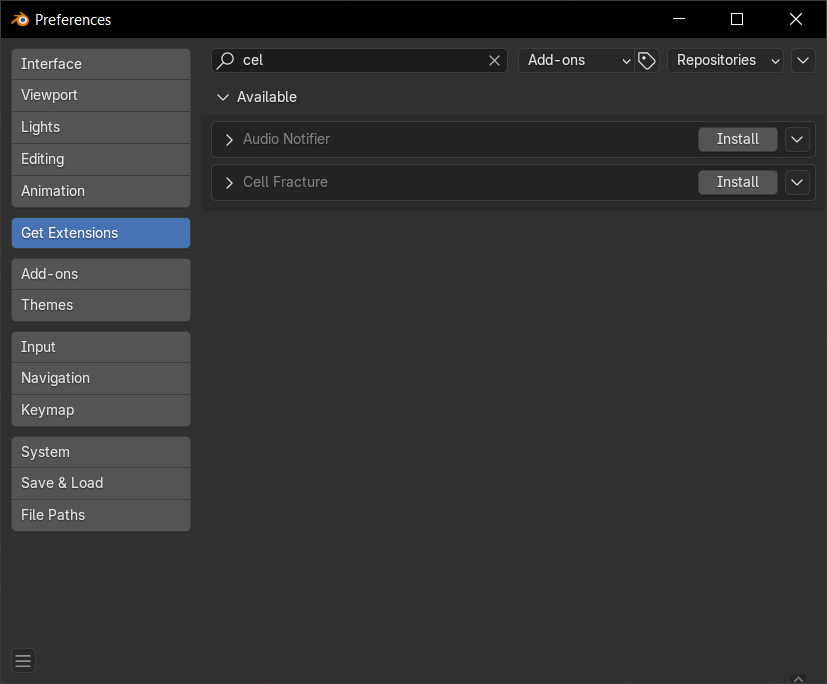 Preferences
Interface
Viewport
Lights
Editing
Animation
Get Extensions
Add-ons
Themes
Input
Navigation
Keymap
System
Save & Load
File Paths
cel
Add-ons
Repositories
Available
Audio Notifier
Install
Cell Fracture
Install